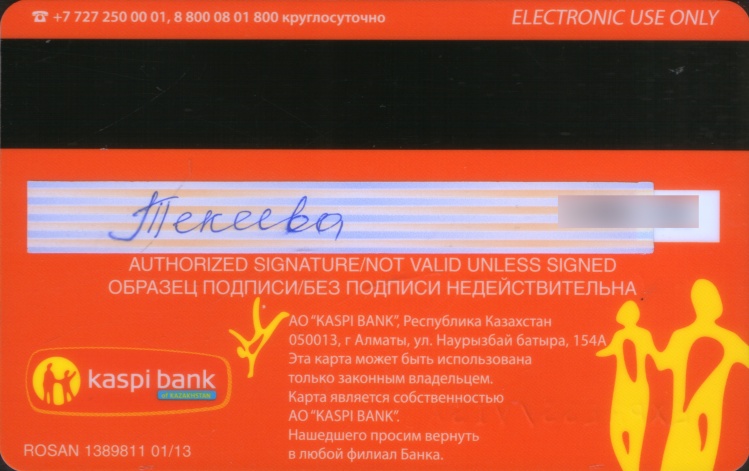 ☎ +7 727 250 00 01, 8 800 08 01 800 круглосуточно
ELECTRONIC USE ONLY
Текеева
AUTHORIZED SIGNATURE/NOT VALID UNLESS SIGNED
ОБРАЗЕЦ ПОДПИСИ/БЕЗ ПОДПИСИ НЕДЕЙСТВИТЕЛЬНА
АО "KASPI BANK", Республика Казахстан
050013, г Алматы, ул. Наурызбай батыра, 154А
Эта карта может быть использована
только законным владельцем.
Карта является собственностью
АО "KASPI BANK".
Нашедшего просим вернуть
в любой филиал Банка.
kaspi bank
of KAZAKHSTAN
ROSAN 1389811 01/13